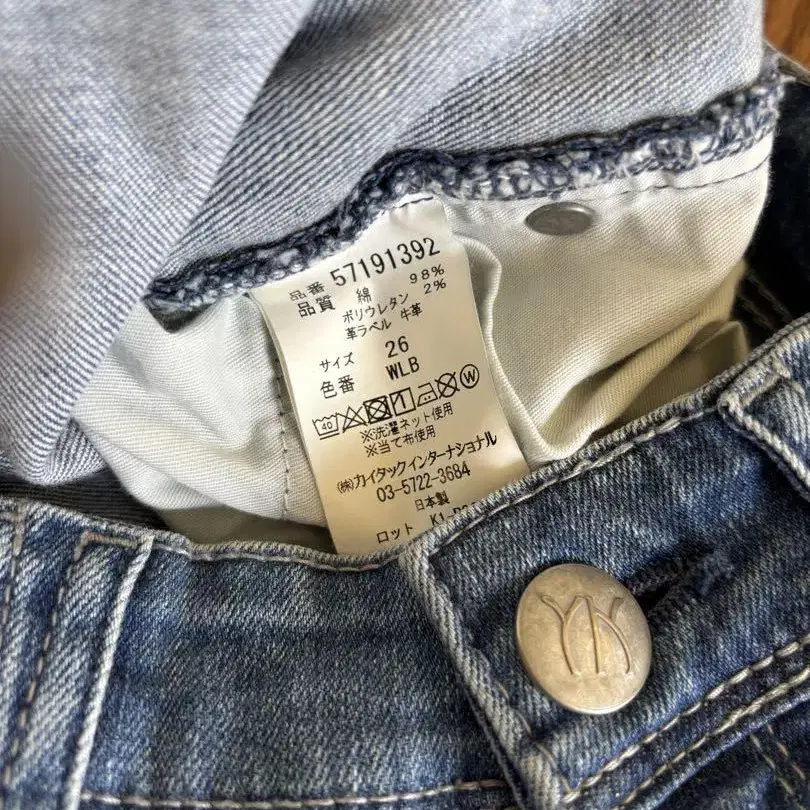 品番 57191392
品質 綿 98%
ポリウレタン 2%
革ラベル 牛革
サイズ 26
色番 WLB
40 1 W
※洗濯ネット使用
※当て布使用
㈱カイタックインターナショナル
03-5722-3684
日本製
ロット
YK